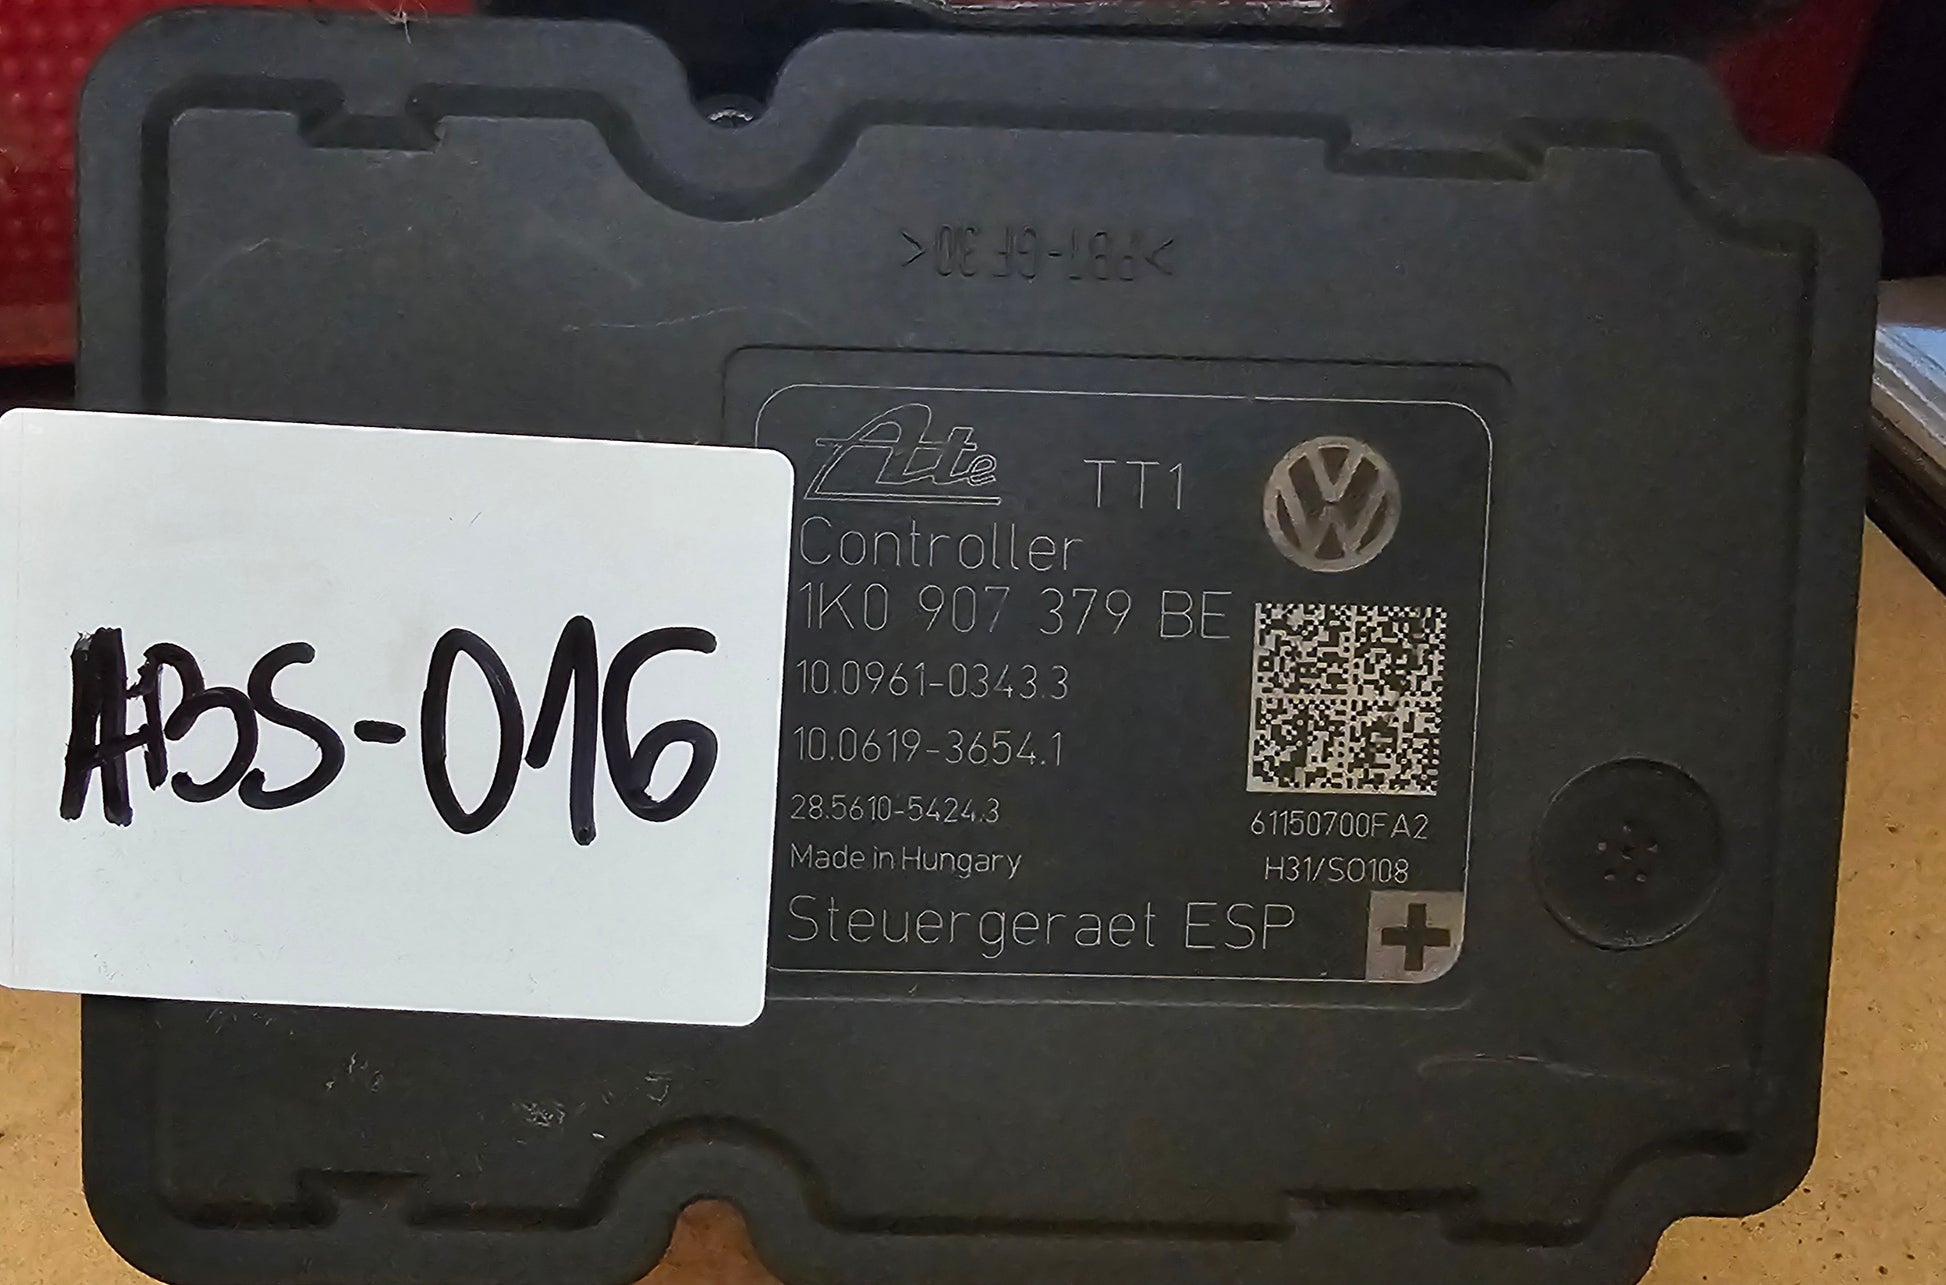 >PBT-GF30<
Ate TT1
Controller
1K0 907 379 BE
10.0961-0343.3
10.0619-3654.1
28.5610-5424.3
Made in Hungary
Steuergeraet ESP
61150700FA2
H31/SO108
ABS-016